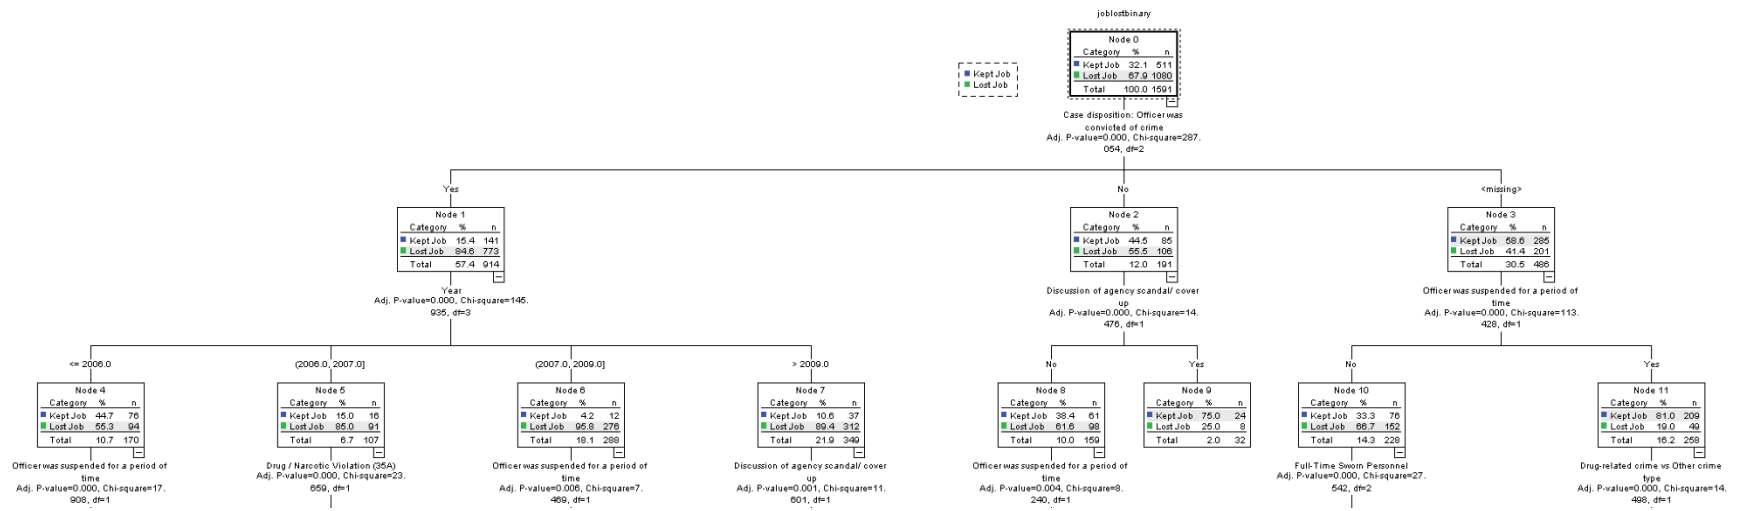 joblostbinary
Node 0
Category % n
Kept Job 32.1 511
Lost Job 67.9 1080
Total 100.0 1591
Kept Job
Lost Job
Case disposition: Officer was
convicted of crime
Adj. P-value=0.000, Chi-square=287.
054, df=2
Yes
No
<missing>
Node 1
Category % n
Kept Job 15.4 141
Lost Job 84.6 773
Total 57.4 914
Node 2
Category % n
Kept Job 44.5 85
Lost Job 55.5 106
Total 12.0 191
Node 3
Category % n
Kept Job 58.6 285
Lost Job 41.4 201
Total 30.5 486
Year
Adj. P-value=0.000, Chi-square=145.
935, df=3
Discussion of agency scandal/ cover
up
Adj. P-value=0.000, Chi-square=14.
476, df=1
Officer was suspended for a period of
time
Adj. P-value=0.000, Chi-square=113.
428, df=1
<= 2006.0
(2006.0, 2007.0]
(2007.0, 2009.0]
> 2009.0
No
Yes
No
Yes
Node 4
Category % n
Kept Job 44.7 76
Lost Job 55.3 94
Total 10.7 170
Node 5
Category % n
Kept Job 15.0 16
Lost Job 85.0 91
Total 6.7 107
Node 6
Category % n
Kept Job 4.2 12
Lost Job 95.8 276
Total 18.1 288
Node 7
Category % n
Kept Job 10.6 37
Lost Job 89.4 312
Total 21.9 349
Node 8
Category % n
Kept Job 38.4 61
Lost Job 61.6 98
Total 10.0 159
Node 9
Category % n
Kept Job 75.0 24
Lost Job 25.0 8
Total 2.0 32
Node 10
Category % n
Kept Job 33.3 76
Lost Job 66.7 152
Total 14.3 228
Node 11
Category % n
Kept Job 81.0 209
Lost Job 19.0 49
Total 16.2 258
Officer was suspended for a period of
time
Adj. P-value=0.000, Chi-square=17.
908, df=1
Drug / Narcotic Violation (35A)
Adj. P-value=0.000, Chi-square=23.
659, df=1
Officer was suspended for a period of
time
Adj. P-value=0.006, Chi-square=7.
469, df=1
Discussion of agency scandal/ cover
up
Adj. P-value=0.001, Chi-square=11.
601, df=1
Officer was suspended for a period of
time
Adj. P-value=0.004, Chi-square=8.
240, df=1
Full-Time Sworn Personnel
Adj. P-value=0.000, Chi-square=27.
542, df=2
Drug-related crime vs Other crime
type
Adj. P-value=0.000, Chi-square=14.
498, df=1